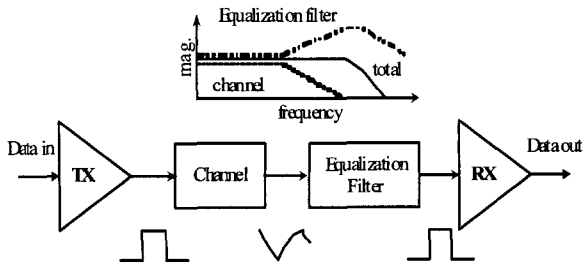 Equalization filter
mag.
channel
total
frequency
Data in
TX
Channel
Equalization
Filter
RX
Data out